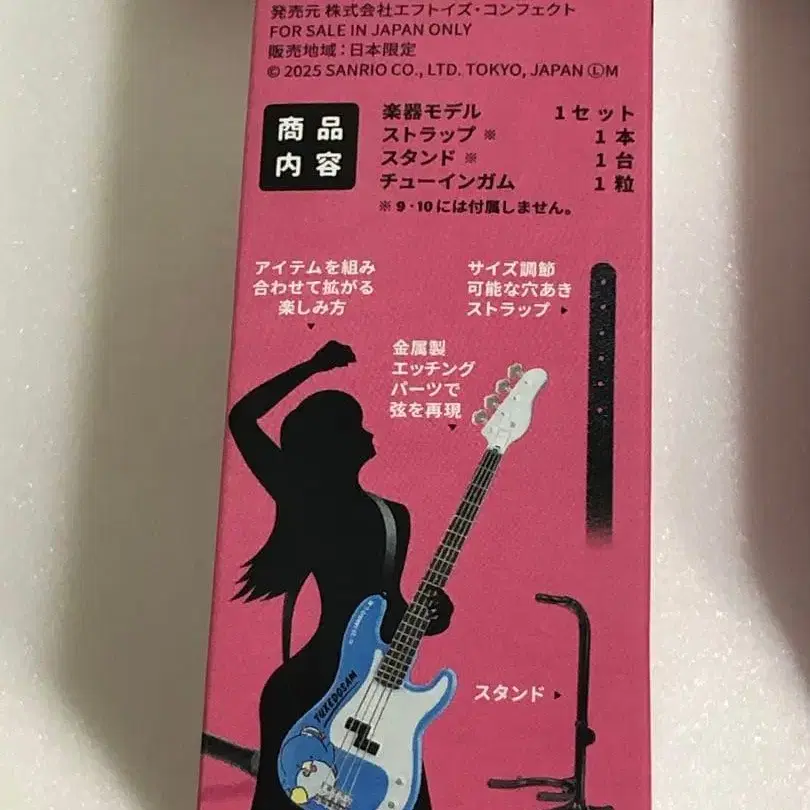 発売元 株式会社エフトイズ・コンフェクト
FOR SALE IN JAPAN ONLY
販売地域：日本限定
© 2025 SANRIO CO., LTD. TOKYO, JAPAN ⓁM
商品
内容
楽器モデル 1セット
ストラップ ※ 1本
スタンド ※ 1台
チューインガム 1粒
※ 9・10には付属しません。
アイテムを組み
合わせて拡がる
楽しみ方
サイズ調節
可能な穴あき
ストラップ ▶
金属製
エッチング
パーツで
弦を再現
スタンド ▶
TUXEDOSAM